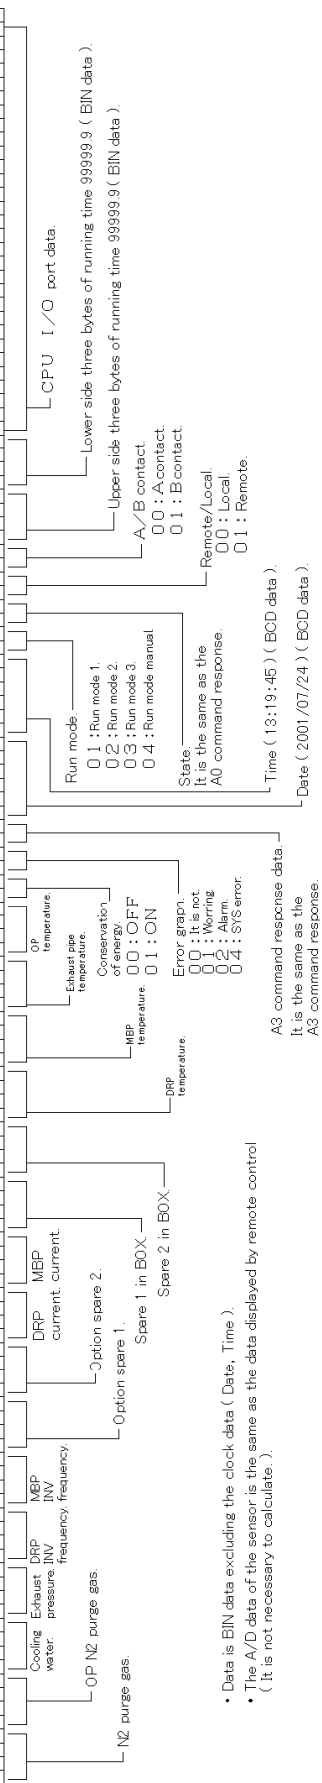 N2 purge gas.
OP N2 purge gas.
Cooling
water.
Exhaust
pressure.
DRP
INV
frequency.
MBP
INV
frequency.
Option spare 1.
Option spare 2.
DRP
current.
MBP
current.
Spare 1 in BOX.
Spare 2 in BOX.
DRP
temperature.
MBP
temperature.
Exhaust pipe
temperature.
OP
temperature.
Conservation
of energy.
00:OFF
01:ON
Error graph.
00:It is not.
01:Worring.
02:Alarm.
04:SYS error.
A3 command response data.
It is the same as the
A3 command response.
Date ( 2001/07/24 ) ( BCD data ).
Time ( 13:19:45 ) ( BCD data ).
Run mode.
01:Run mode 1.
02:Run mode 2.
03:Run mode 3.
04:Run mode manual.
State.
It is the same as the
A0 command response.
Remote/Local.
00:Local.
01:Remote.
A/B contact.
00:A contact.
01:B contact.
Upper side three bytes of running time 99999.9 ( BIN data ).
Lower side three bytes of running time 99999.9 ( BIN data ).
CPU I/O port data.
• Data is BIN data excluding the clock data ( Date, Time ).
• The A/D data of the sensor is the same as the data displayed by remote control
( It is not necessary to calculate. ).